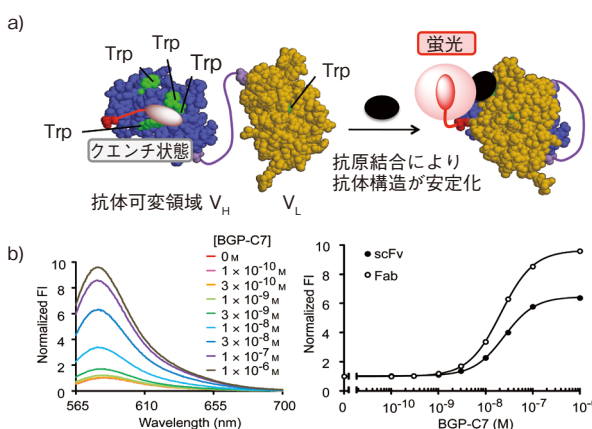 a)
Trp
Trp
Trp
Trp
Trp
クエンチ状態
蛍光
抗原結合により
抗体構造が安定化
抗体可変領域 VH
VL
b)
[BGP-C7]
0 M
1 × 10-10 M
3 × 10-10 M
1 × 10-9 M
3 × 10-9 M
1 × 10-8 M
3 × 10-8 M
1 × 10-7 M
1 × 10-6 M
Normalized FI
10
8
6
4
2
0
565
610
655
700
Wavelength (nm)
scFv
Fab
Normalized FI
10
8
6
4
2
0
0
10-10
10-9
10-8
10-7
BGP-C7 (M)